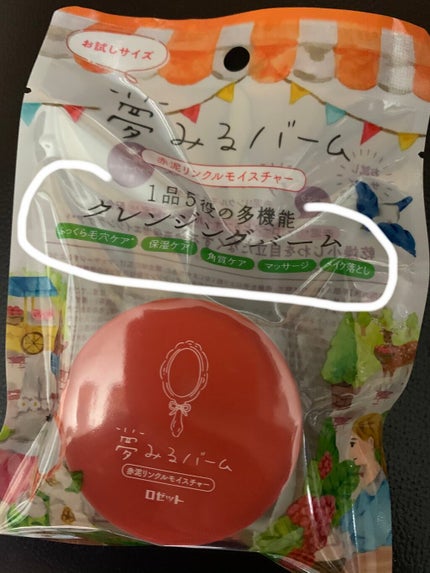 お試しサイズ
夢みるバーム
赤泥リンクルモイスチャー
1品5役の多機能
クレンジングバーム
ふっくら毛穴ケア*
保湿ケア
角質ケア
マッサージ
メイク落とし
夢みるバーム
赤泥リンクルモイスチャー
ロゼット